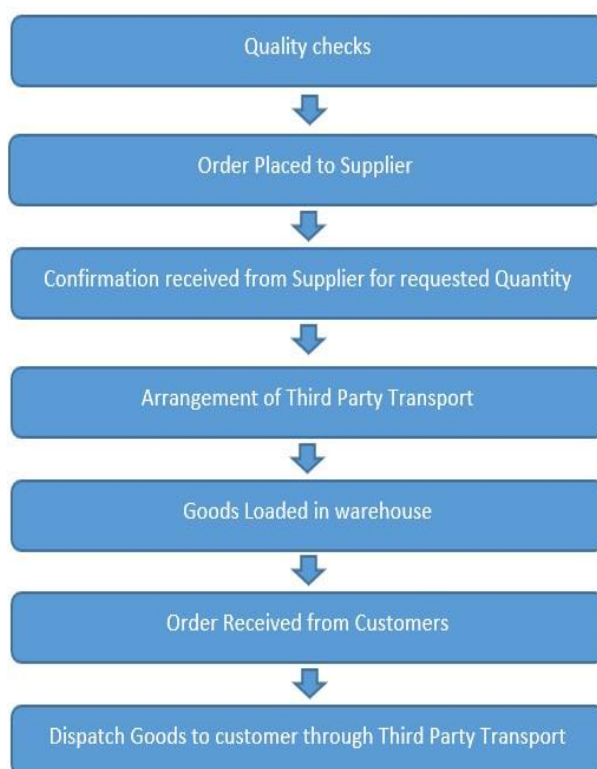 Quality checks
Order Placed to Supplier
Confirmation received from Supplier for requested Quantity
Arrangement of Third Party Transport
Goods Loaded in warehouse
Order Received from Customers
Dispatch Goods to customer through Third Party Transport